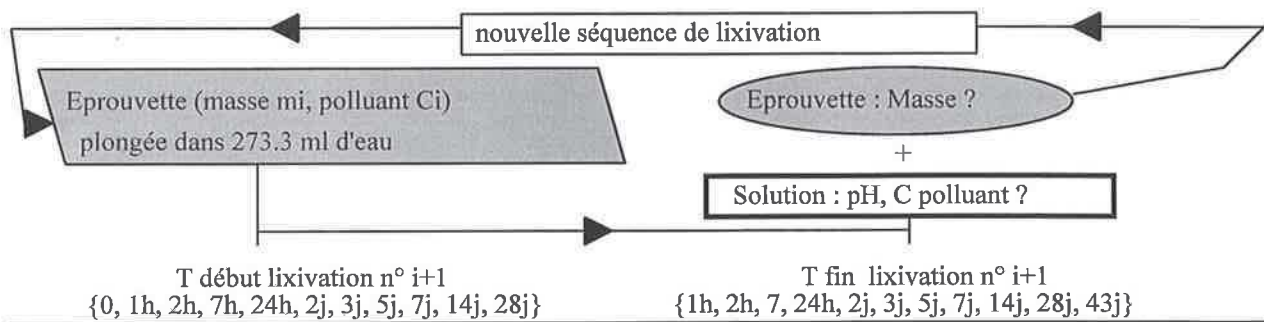 nouvelle séquence de lixivation
Eprouvette (masse mi, polluant Ci)
plongée dans 273.3 ml d'eau
Eprouvette : Masse ?
+
Solution : pH, C polluant ?
T début lixivation n° i+1
{0, 1h, 2h, 7h, 24h, 2j, 3j, 5j, 7j, 14j, 28j}
T fin lixivation n° i+1
{1h, 2h, 7, 24h, 2j, 3j, 5j, 7j, 14j, 28j, 43j}